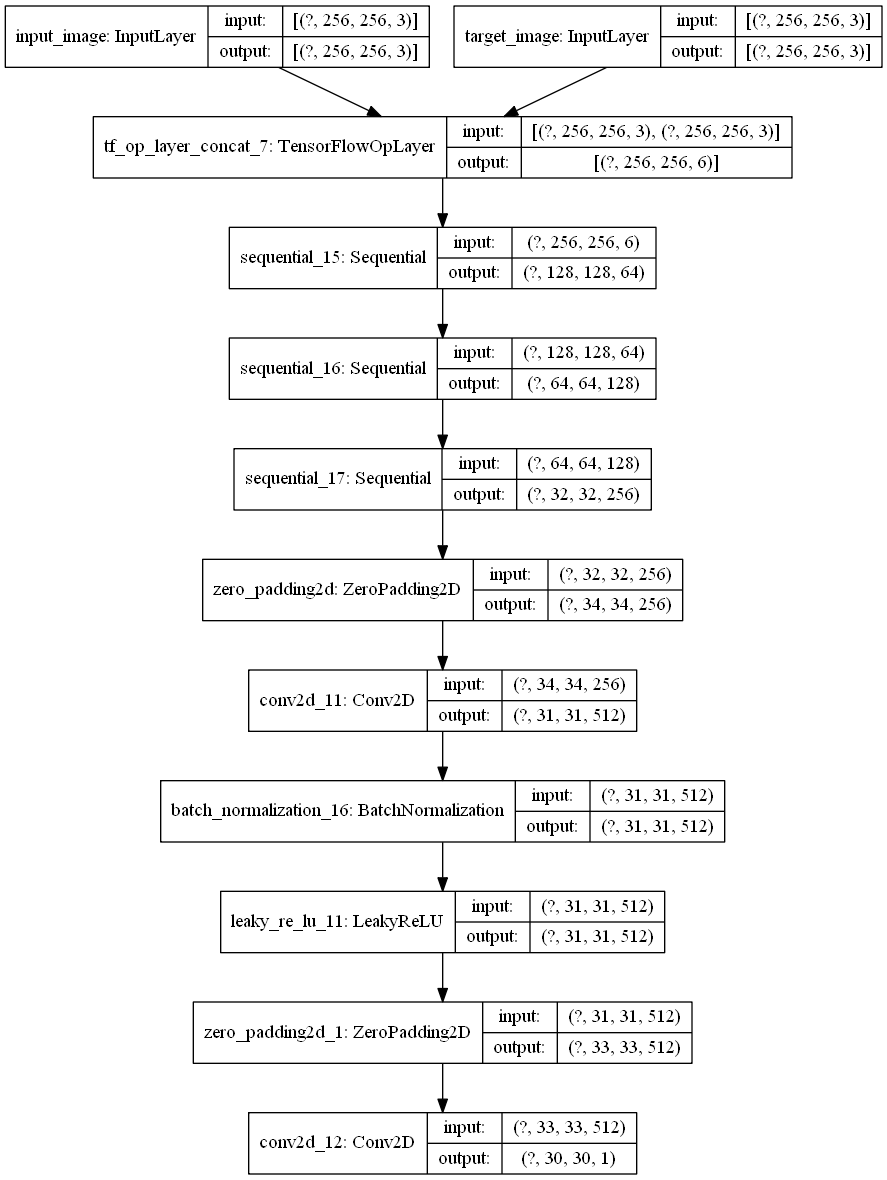 input_image: InputLayer
input: [(?, 256, 256, 3)]
output: [(?, 256, 256, 3)]
target_image: InputLayer
input: [(?, 256, 256, 3)]
output: [(?, 256, 256, 3)]
tf_op_layer_concat_7: TensorFlowOpLayer
input: [(?, 256, 256, 3), (?, 256, 256, 3)]
output: [(?, 256, 256, 6)]
sequential_15: Sequential
input: (?, 256, 256, 6)
output: (?, 128, 128, 64)
sequential_16: Sequential
input: (?, 128, 128, 64)
output: (?, 64, 64, 128)
sequential_17: Sequential
input: (?, 64, 64, 128)
output: (?, 32, 32, 256)
zero_padding2d: ZeroPadding2D
input: (?, 32, 32, 256)
output: (?, 34, 34, 256)
conv2d_11: Conv2D
input: (?, 34, 34, 256)
output: (?, 31, 31, 512)
batch_normalization_16: BatchNormalization
input: (?, 31, 31, 512)
output: (?, 31, 31, 512)
leaky_re_lu_11: LeakyReLU
input: (?, 31, 31, 512)
output: (?, 31, 31, 512)
zero_padding2d_1: ZeroPadding2D
input: (?, 31, 31, 512)
output: (?, 33, 33, 512)
conv2d_12: Conv2D
input: (?, 33, 33, 512)
output: (?, 30, 30, 1)